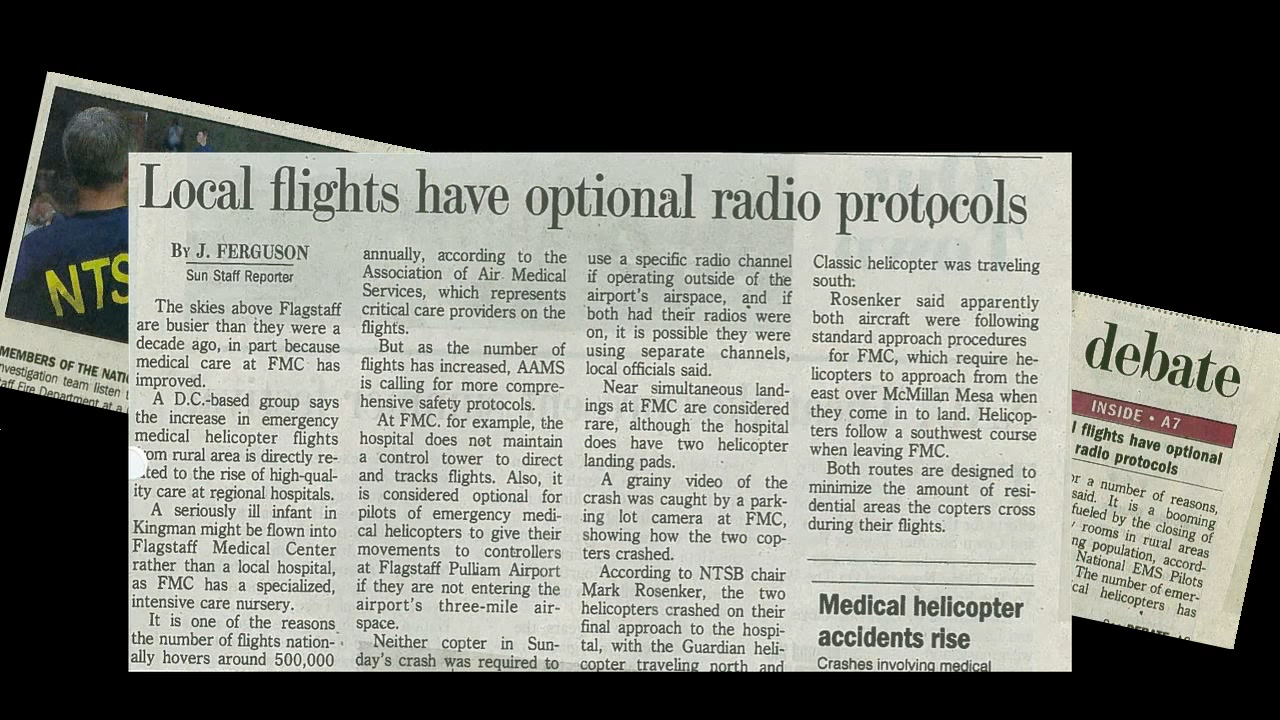 Local flights have optional radio protocols
By J. FERGUSON
Sun Staff Reporter
The skies above Flagstaff
are busier than they were a
decade ago, in part because
medical care at FMC has
improved.
A D.C.-based group says
the increase in emergency
medical helicopter flights
om rural area is directly re-
ated to the rise of high-qual-
ity care at regional hospitals.
A seriously ill infant in
Kingman might be flown into
Flagstaff Medical Center
rather than a local hospital,
as FMC has a specialized,
intensive care nursery.
It is one of the reasons
the number of flights nation-
ally hovers around 500,000
annually, according to the
Association of Air Medical
Services, which represents
critical care providers on the
flights.
But as the number of
flights has increased, AAMS
is calling for more compre-
hensive safety protocols.
At FMC. for example, the
hospital does not maintain
a control tower to direct
and tracks flights. Also, it
is considered optional for
pilots of emergency medi-
cal helicopters to give their
movements to controllers
at Flagstaff Pulliam Airport
if they are not entering the
airport's three-mile air-
space.
Neither copter in Sun-
day's crash was required to
use a specific radio channel
if operating outside of the
airport's airspace, and if
both had their radios were
on, it is possible they were
using separate channels,
local officials said.
Near simultaneous land-
ings at FMC are considered
rare, although the hospital
does have two helicopter
landing pads.
A grainy video of the
crash was caught by a park-
ing lot camera at FMC,
showing how the two cop-
ters crashed.
According to NTSB chair
Mark Rosenker, the two
helicopters crashed on their
final approach to the hospi-
tal, with the Guardian heli-
copter traveling north and
Classic helicopter was traveling
south:
Rosenker said apparently
both aircraft were following
standard approach procedures
for FMC, which require he-
licopters to approach from the
east over McMillan Mesa when
they come in to land. Helicop-
ters follow a southwest course
when leaving FMC.
Both routes are designed to
minimize the amount of resi-
dential areas the copters cross
during their flights.
Medical helicopter
accidents rise
Crashes involving medical
NTS
MEMBERS OF THE NATI
nvestigation team listen
aff Fire Department at a
debate
INSIDE • A7
l flights have optional
radio protocols
or a number of reasons,
said. It is a booming
fueled by the closing of
rooms in rural areas
ng population, accord-
National EMS Pilots
The number of emer-
cal helicopters has